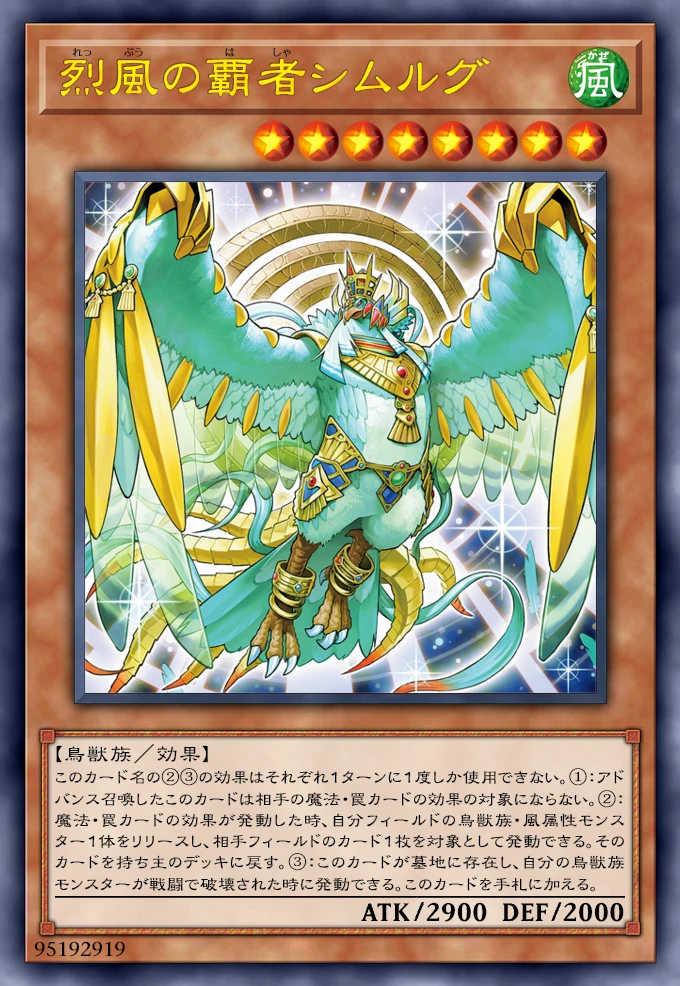 れっ ぷう は しゃ
烈風の覇者シムルグ
かぜ
風
【鳥獣族／効果】
このカード名の②③の効果はそれぞれ１ターンに１度しか使用できない。①：アド
バンス召喚したこのカードは相手の魔法・罠カードの効果の対象にならない。②：
魔法・罠カードの効果が発動した時、自分フィールドの鳥獣族・風属性モンス
ター１体をリリースし、相手フィールドのカード１枚を対象として発動できる。その
カードを持ち主のデッキに戻す。③：このカードが墓地に存在し、自分の鳥獣族
モンスターが戦闘で破壊された時に発動できる。このカードを手札に加える。
ATK/2900 DEF/2000
95192919